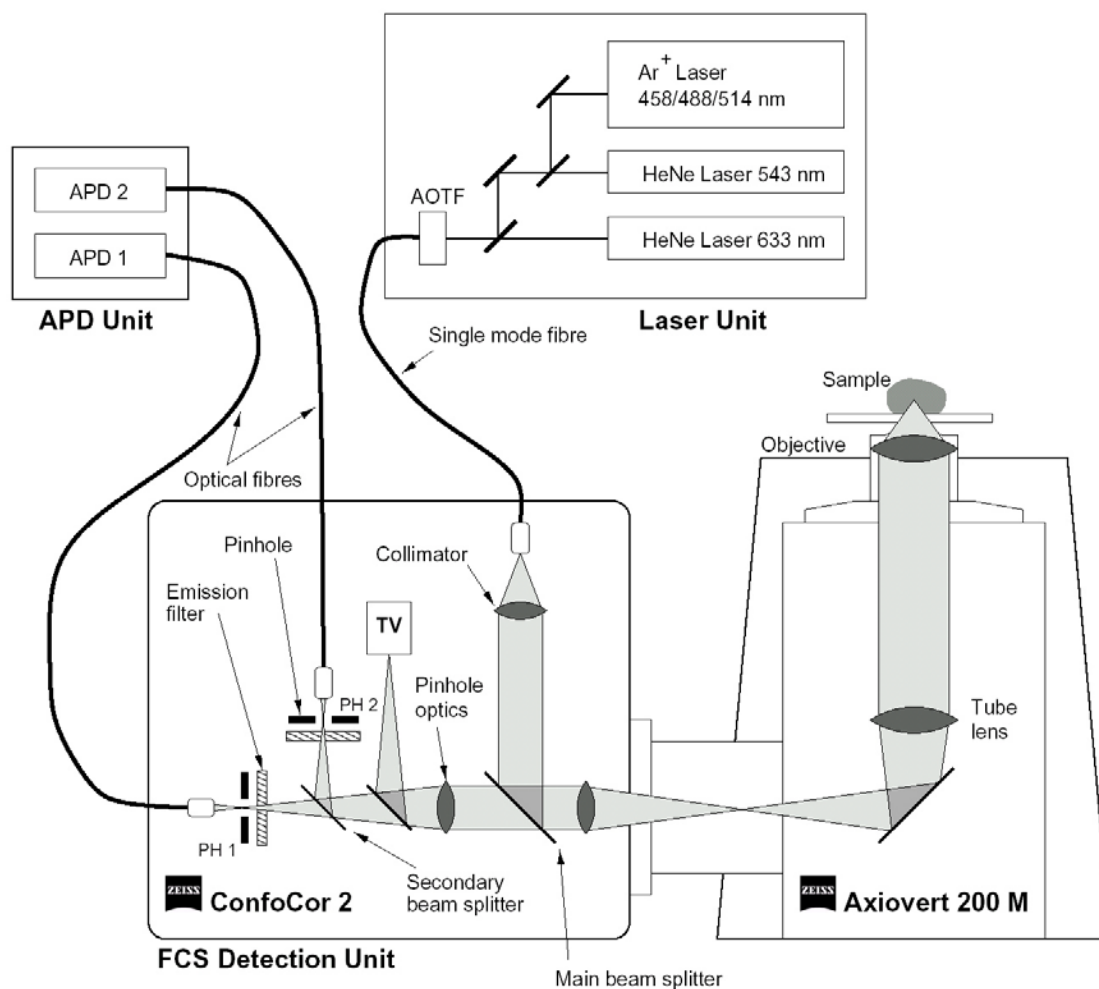 Ar+ Laser
458/488/514 nm
HeNe Laser 543 nm
HeNe Laser 633 nm
AOTF
Laser Unit
APD 2
APD 1
APD Unit
Single mode fibre
Optical fibres
Sample
Objective
Tube
lens
Collimator
Pinhole
Emission
filter
TV
PH 2
Pinhole
optics
PH 1
Secondary
beam splitter
ZEISS ConfoCor 2
FCS Detection Unit
Main beam splitter
ZEISS Axiovert 200 M